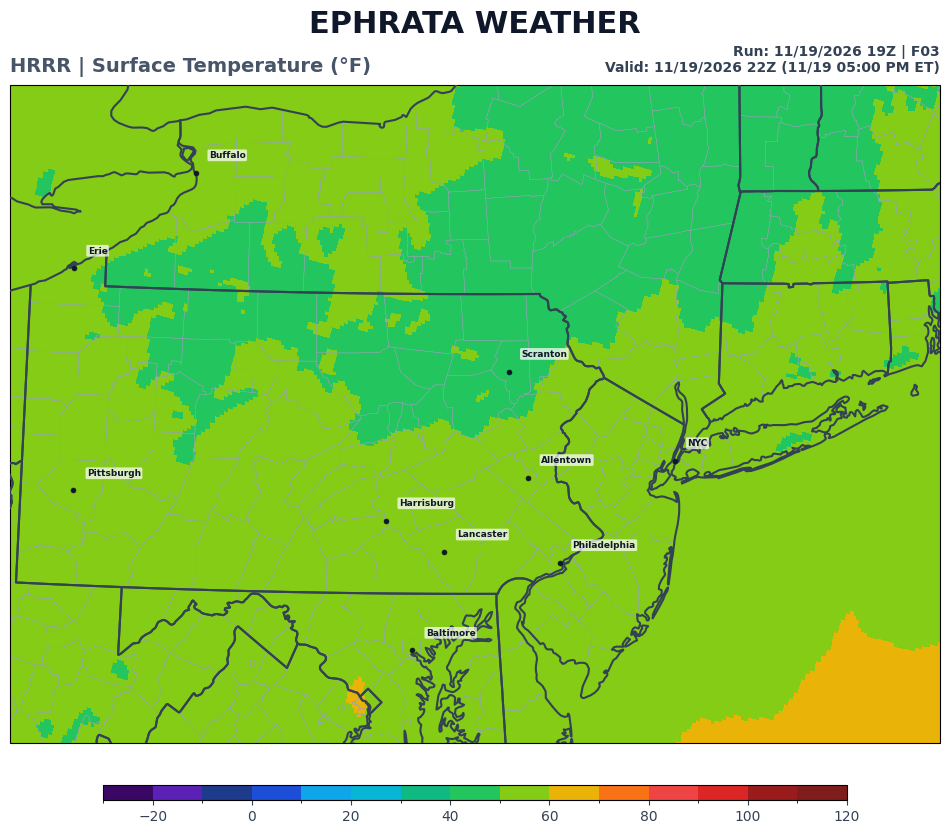 EPHRATA WEATHER
HRRR | Surface Temperature (°F)
Run: 11/19/2026 19Z | F03
Valid: 11/19/2026 22Z (11/19 05:00 PM ET)
Buffalo
Erie
Scranton
NYC
Allentown
Pittsburgh
Harrisburg
Lancaster
Philadelphia
Baltimore
−20 0 20 40 60 80 100 120